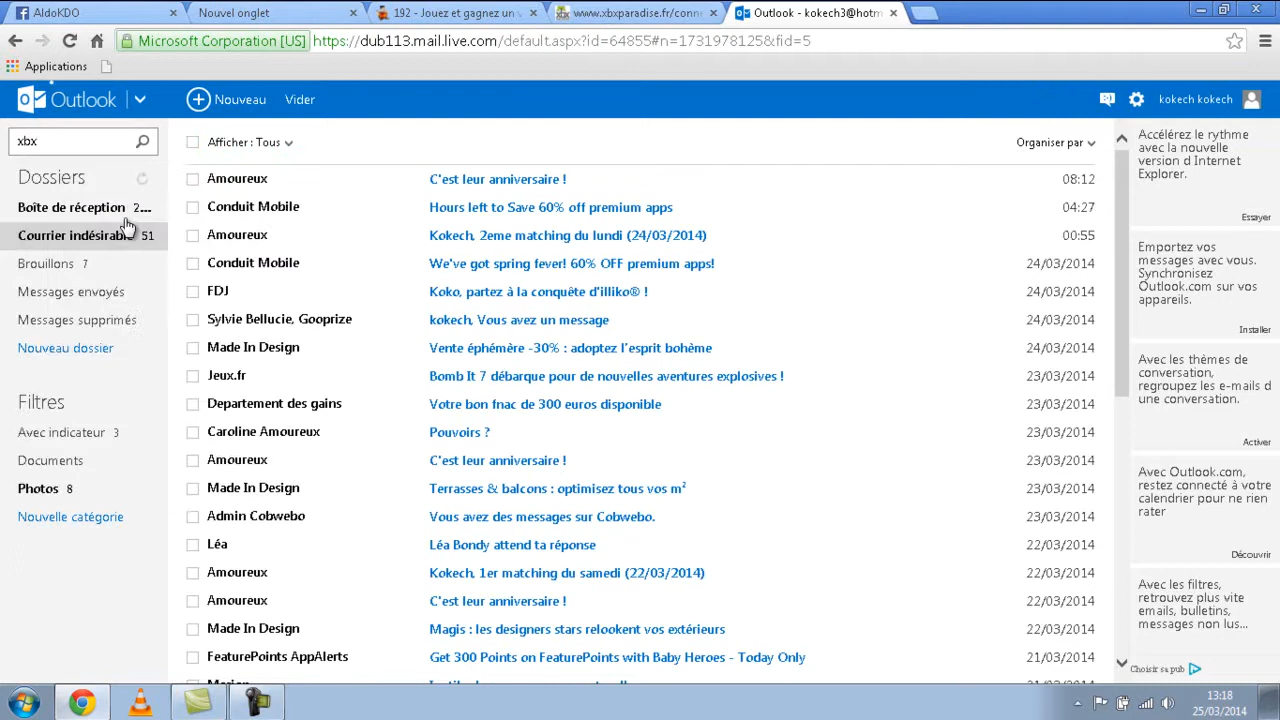 AldoKDO
Nouvel onglet
192 - Jouez et gagnez un v
www.xbxparadise.fr/conne
Outlook - kokech3@hotm
Microsoft Corporation [US]
https://dub113.mail.live.com/default.aspx?id=64855#n=1731978125&fid=5
Applications
Outlook
Nouveau
Vider
kokech kokech
xbx
Afficher : Tous
Organiser par
Dossiers
Boîte de réception 2...
Courrier indésirable 51
Brouillons 7
Messages envoyés
Messages supprimés
Nouveau dossier
Filtres
Avec indicateur 3
Documents
Photos 8
Nouvelle catégorie
Amoureux C'est leur anniversaire ! 08:12
Conduit Mobile Hours left to Save 60% off premium apps 04:27
Amoureux Kokech, 2eme matching du lundi (24/03/2014) 00:55
Conduit Mobile We've got spring fever! 60% OFF premium apps! 24/03/2014
FDJ Koko, partez à la conquête d'illiko® ! 24/03/2014
Sylvie Bellucie, Gooprize kokech, Vous avez un message 24/03/2014
Made In Design Vente éphémère -30% : adoptez l'esprit bohème 24/03/2014
Jeux.fr Bomb It 7 débarque pour de nouvelles aventures explosives ! 23/03/2014
Departement des gains Votre bon fnac de 300 euros disponible 23/03/2014
Caroline Amoureux Pouvoirs ? 23/03/2014
Amoureux C'est leur anniversaire ! 23/03/2014
Made In Design Terrasses & balcons : optimisez tous vos m² 23/03/2014
Admin Cobwebo Vous avez des messages sur Cobwebo. 23/03/2014
Léa Léa Bondy attend ta réponse 22/03/2014
Amoureux Kokech, 1er matching du samedi (22/03/2014) 22/03/2014
Amoureux C'est leur anniversaire ! 22/03/2014
Made In Design Magis : les designers stars relookent vos extérieurs 22/03/2014
FeaturePoints AppAlerts Get 300 Points on FeaturePoints with Baby Heroes - Today Only 21/03/2014
Accélérez le rythme
avec la nouvelle
version d Internet
Explorer.
Essayer
Emportez vos
messages avec vous.
Synchronisez
Outlook.com sur vos
appareils.
Installer
Avec les thèmes de
conversation,
regroupez les e-mails d
une conversation.
Activer
Avec Outlook.com,
restez connecté à votre
calendrier pour ne rien
rater
Découvrir
Avec les filtres,
retrouvez plus vite
emails, bulletins,
messages non lus...
Choisir sa pub
13:18
25/03/2014